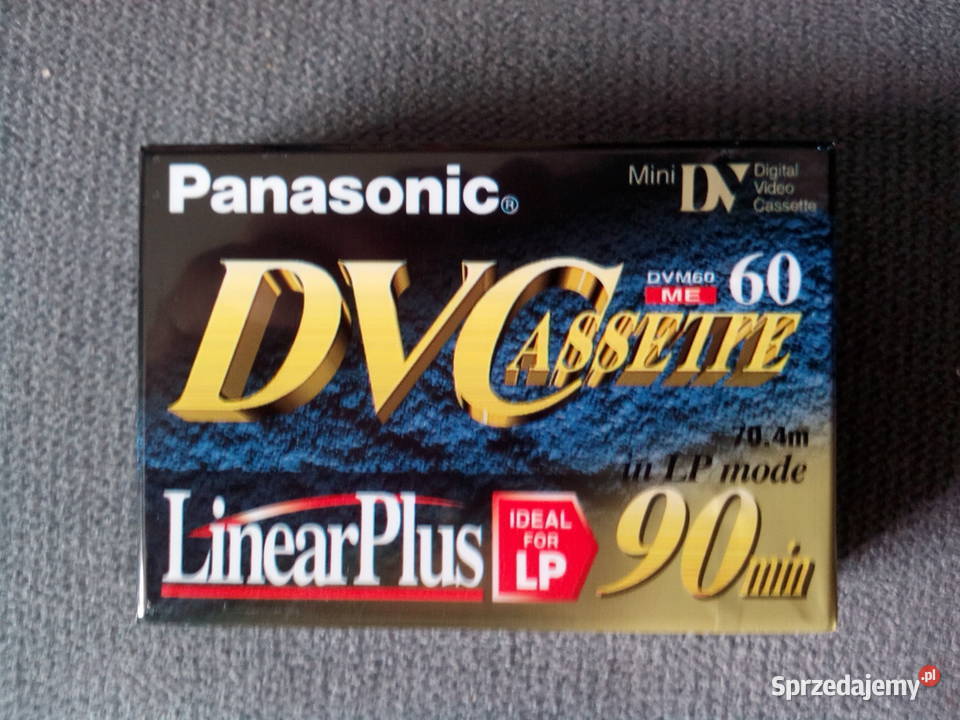 Panasonic®
Mini DV Digital
Video
Cassette
DVM60
ME 60
DVCASSETTE
70.4m
in LP mode
LinearPlus
IDEAL
FOR
LP
90min
Sprzedajemy.pl